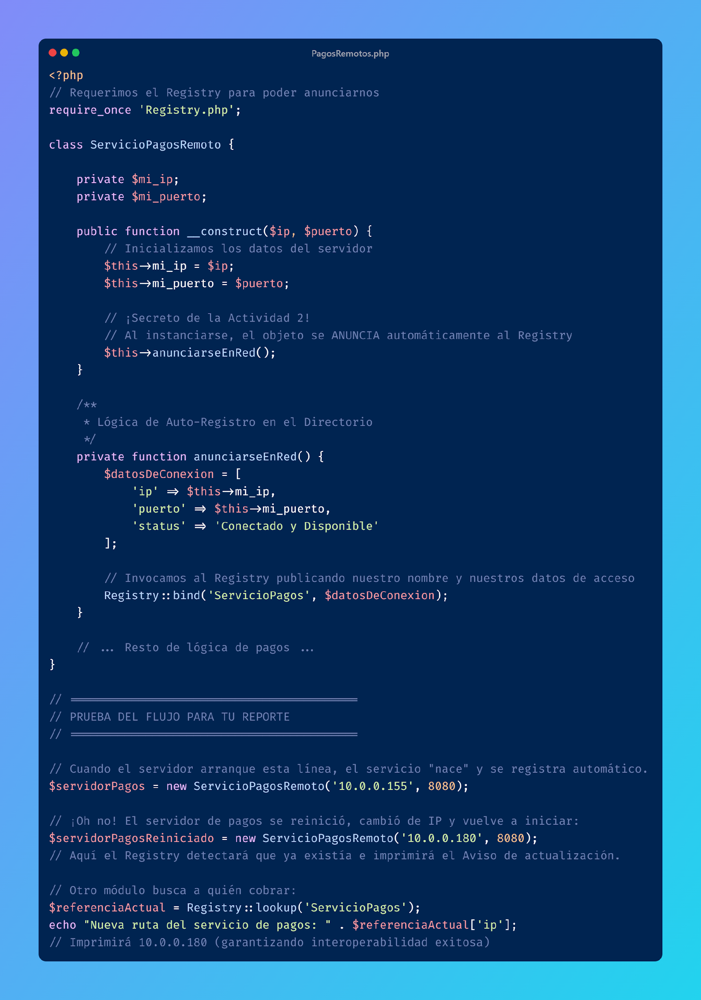 PagosRemotos.php
<?php
// Requerimos el Registry para poder anunciarnos
require_once 'Registry.php';
class ServicioPagosRemoto {
    private $mi_ip;
    private $mi_puerto;
    public function __construct($ip, $puerto) {
        // Inicializamos los datos del servidor
        $this->mi_ip = $ip;
        $this->mi_puerto = $puerto;
        // ¡Secreto de la Actividad 2!
        // Al instanciarse, el objeto se ANUNCIA automáticamente al Registry
        $this->anunciarseEnRed();
    }
    /**
     * Lógica de Auto-Registro en el Directorio
     */
    private function anunciarseEnRed() {
        $datosDeConexion = [
            'ip' => $this->mi_ip,
            'puerto' => $this->mi_puerto,
            'status' => 'Conectado y Disponible'
        ];
        // Invocamos al Registry publicando nuestro nombre y nuestros datos de acceso
        Registry::bind('ServicioPagos', $datosDeConexion);
    }
    // ... Resto de lógica de pagos ...
}
// ==========================================
// PRUEBA DEL FLUJO PARA TU REPORTE
// ==========================================
// Cuando el servidor arranque esta línea, el servicio "nace" y se registra automático.
$servidorPagos = new ServicioPagosRemoto('10.0.0.155', 8080);
// ¡Oh no! El servidor de pagos se reinició, cambió de IP y vuelve a iniciar:
$servidorPagosReiniciado = new ServicioPagosRemoto('10.0.0.180', 8080);
// Aquí el Registry detectará que ya existía e imprimirá el Aviso de actualización.
// Otro módulo busca a quién cobrar:
$referenciaActual = Registry::lookup('ServicioPagos');
echo "Nueva ruta del servicio de pagos: " . $referenciaActual['ip'];
// Imprimirá 10.0.0.180 (garantizando interoperabilidad exitosa)